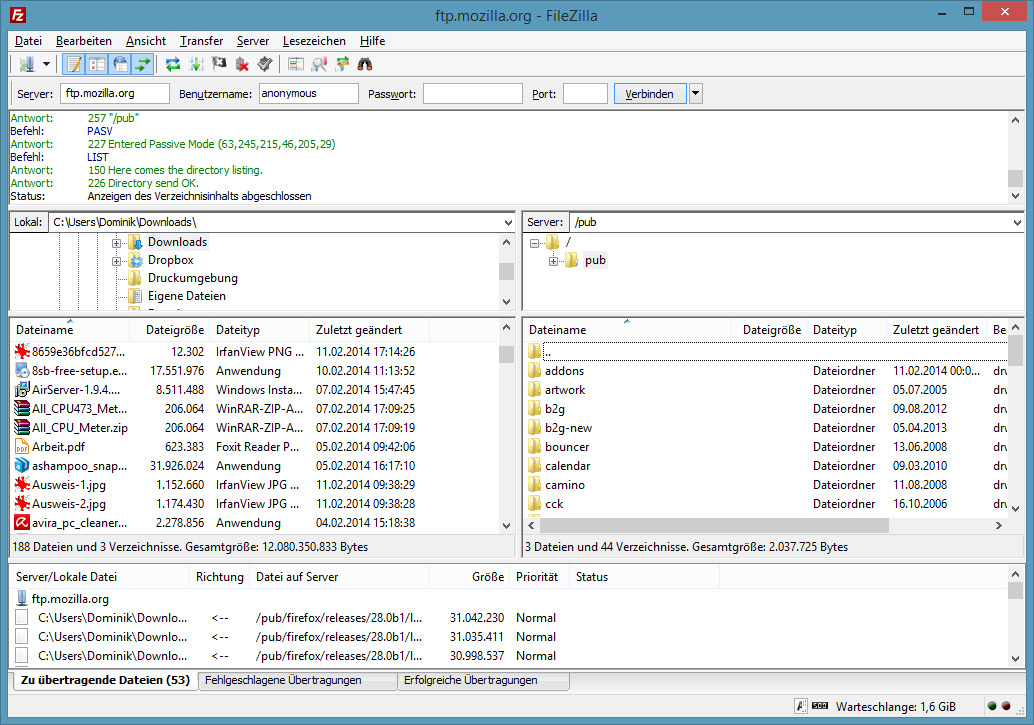 ftp.mozilla.org - FileZilla
Datei Bearbeiten Ansicht Transfer Server Lesezeichen Hilfe
Server: ftp.mozilla.org Benutzername: anonymous Passwort: Port: Verbinden
Antwort: 257 "/pub"
Befehl: PASV
Antwort: 227 Entered Passive Mode (63,245,215,46,205,29)
Befehl: LIST
Antwort: 150 Here comes the directory listing.
Antwort: 226 Directory send OK.
Status: Anzeigen des Verzeichnisinhalts abgeschlossen
Lokal: C:\Users\Dominik\Downloads\
Downloads
Dropbox
Druckumgebung
Eigene Dateien
Server: /pub
/
pub
Dateiname Dateigröße Dateityp Zuletzt geändert
8659e36bfcd527... 12.302 IrfanView PNG ... 11.02.2014 17:14:26
8sb-free-setup.e... 17.551.976 Anwendung 10.02.2014 11:13:52
AirServer-1.9.4.... 8.511.488 Windows Insta... 07.02.2014 15:47:45
All_CPU473_Met... 206.064 WinRAR-ZIP-A... 07.02.2014 17:09:25
All_CPU_Meter.zip 206.064 WinRAR-ZIP-A... 07.02.2014 17:09:19
Arbeit.pdf 623.383 Foxit Reader P... 05.02.2014 09:42:06
ashampoo_snap... 31.926.024 Anwendung 05.02.2014 16:17:10
Ausweis-1.jpg 1.152.660 IrfanView JPG ... 11.02.2014 09:38:29
Ausweis-2.jpg 1.174.430 IrfanView JPG ... 11.02.2014 09:38:28
avira_pc_cleaner... 2.278.856 Anwendung 04.02.2014 15:18:38
188 Dateien und 3 Verzeichnisse. Gesamtgröße: 12.080.350.833 Bytes
Dateiname Dateigröße Dateityp Zuletzt geändert Be
..
addons Dateiordner 11.02.2014 00:0... drw
artwork Dateiordner 05.07.2005 drw
b2g Dateiordner 09.08.2012 drw
b2g-new Dateiordner 05.04.2013 drw
bouncer Dateiordner 13.06.2008 drw
calendar Dateiordner 09.03.2010 drw
camino Dateiordner 11.08.2008 drw
cck Dateiordner 16.10.2006 drw
3 Dateien und 44 Verzeichnisse. Gesamtgröße: 2.037.725 Bytes
Server/Lokale Datei Richtung Datei auf Server Größe Priorität Status
ftp.mozilla.org
C:\Users\Dominik\Downlo... <-- /pub/firefox/releases/28.0b1/l... 31.042.230 Normal
C:\Users\Dominik\Downlo... <-- /pub/firefox/releases/28.0b1/l... 31.035.411 Normal
C:\Users\Dominik\Downlo... <-- /pub/firefox/releases/28.0b1/l... 30.998.537 Normal
Zu übertragende Dateien (53) Fehlgeschlagene Übertragungen Erfolgreiche Übertragungen
Warteschlange: 1,6 GiB